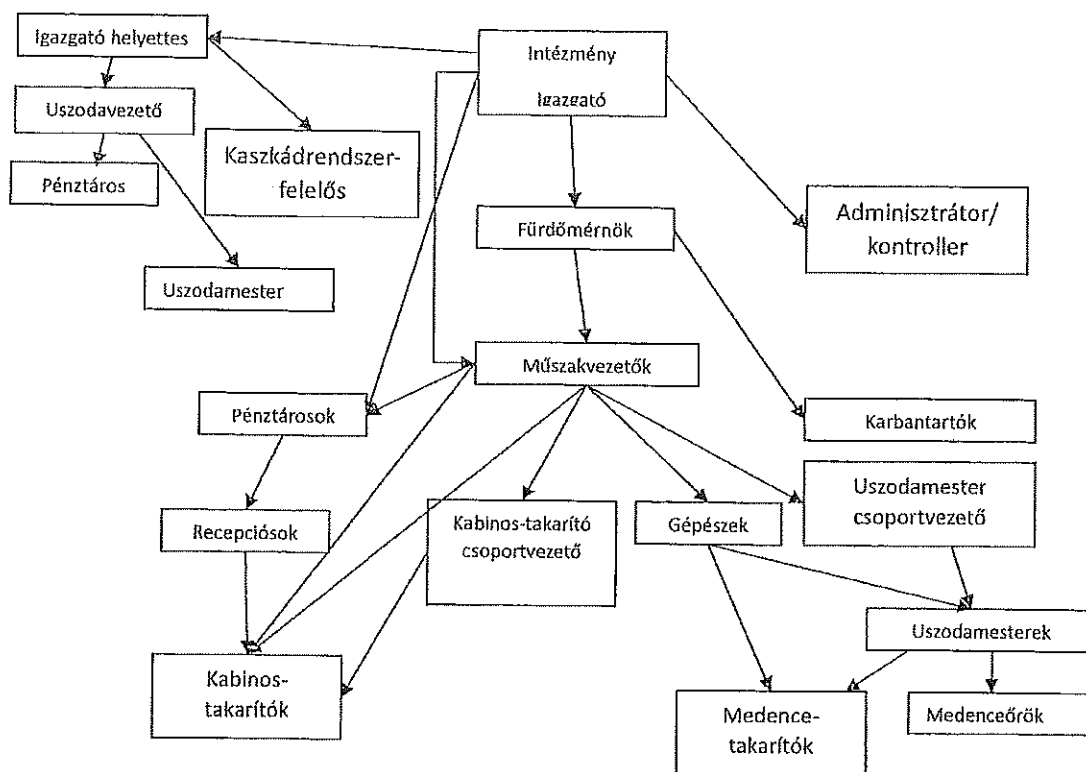 Igazgató helyettes
Intézmény
Igazgató
Uszodavezető
Pénztáros
Kaszkádrendszer-
felelős
Adminisztrátor/
kontroller
Fürdőmérnök
Uszodamester
Műszakvezetők
Pénztárosok
Karbantartók
Recepciósok
Kabinos-takarító
csoportvezető
Gépészek
Uszodamester
csoportvezető
Uszodamesterek
Kabinos-
takarítók
Medence-
takarítók
Medenceőrök